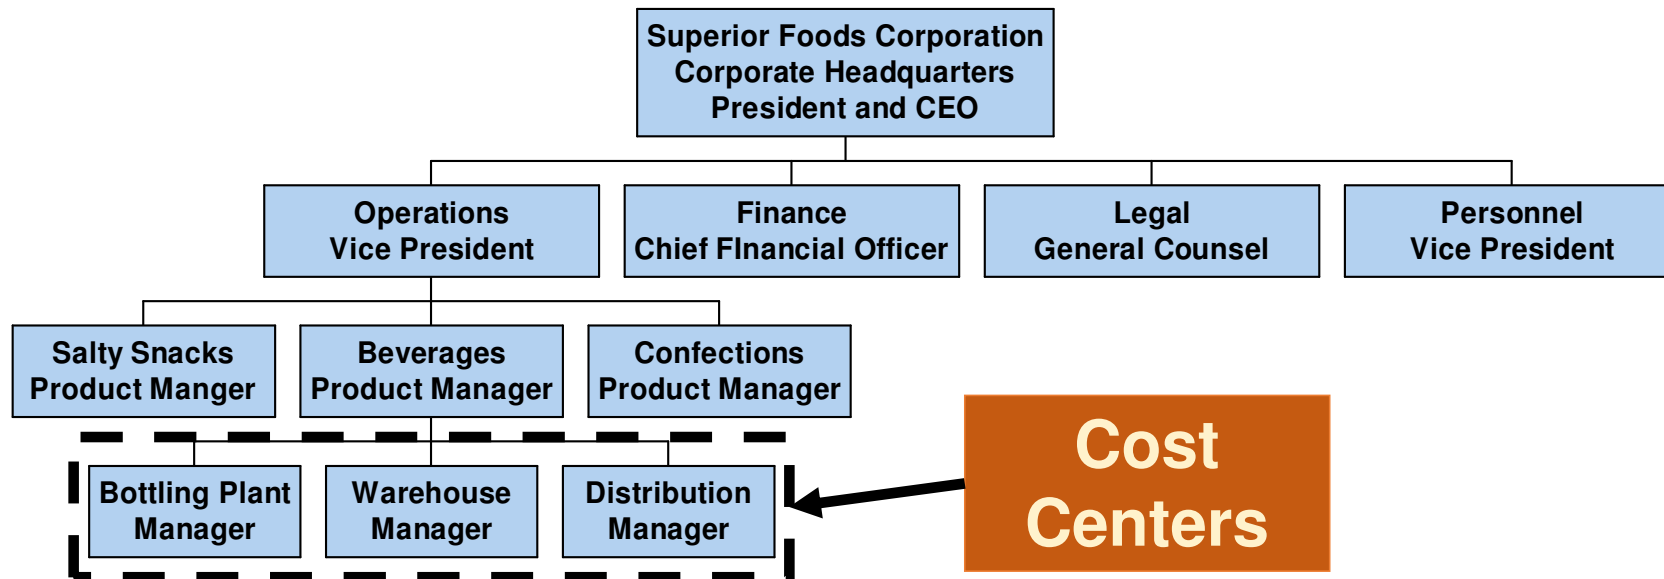 Superior Foods Corporation
Corporate Headquarters
President and CEO
Operations
Vice President
Finance
Chief FInancial Officer
Legal
General Counsel
Personnel
Vice President
Salty Snacks
Product Manger
Beverages
Product Manager
Confections
Product Manager
Bottling Plant
Manager
Warehouse
Manager
Distribution
Manager
Cost
Centers